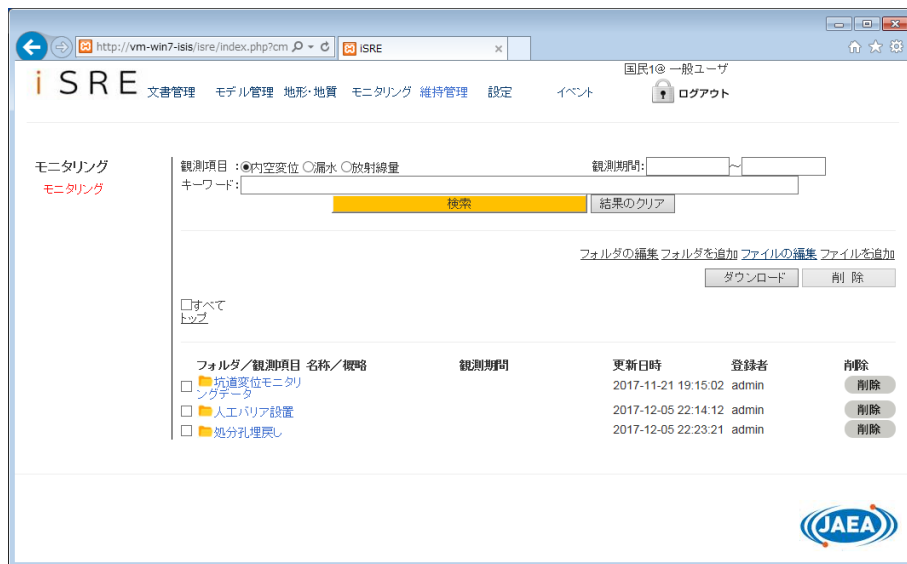 http://vm-win7-isis/isre/index.php?cm
iSRE
国民1@ 一般ユーザ
iSRE 文書管理 モデル管理 地形・地質 モニタリング 維持管理 設定 イベント ログアウト
モニタリング
モニタリング
観測項目 : 内空変位 漏水 放射線量 観測期間: ~
キーワード:
検索 結果のクリア
フォルダの編集 フォルダを追加 ファイルの編集 ファイルを追加
ダウンロード 削 除
すべて
トップ
フォルダ/観測項目 名称/概略 観測期間 更新日時 登録者 削除
坑道変位モニタリ
ングデータ 2017-11-21 19:15:02 admin 削除
人工バリア設置 2017-12-05 22:14:12 admin 削除
処分孔埋戻し 2017-12-05 22:23:21 admin 削除
JAEA